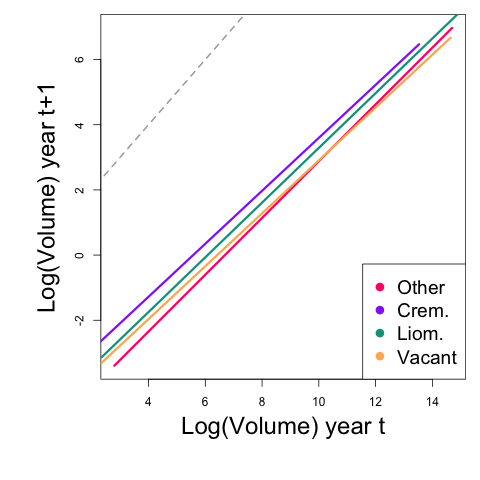 Log(Volume) year t+1
6
4
2
0
-2
Other
Crem.
Liom.
Vacant
4 6 8 10 12 14
Log(Volume) year t